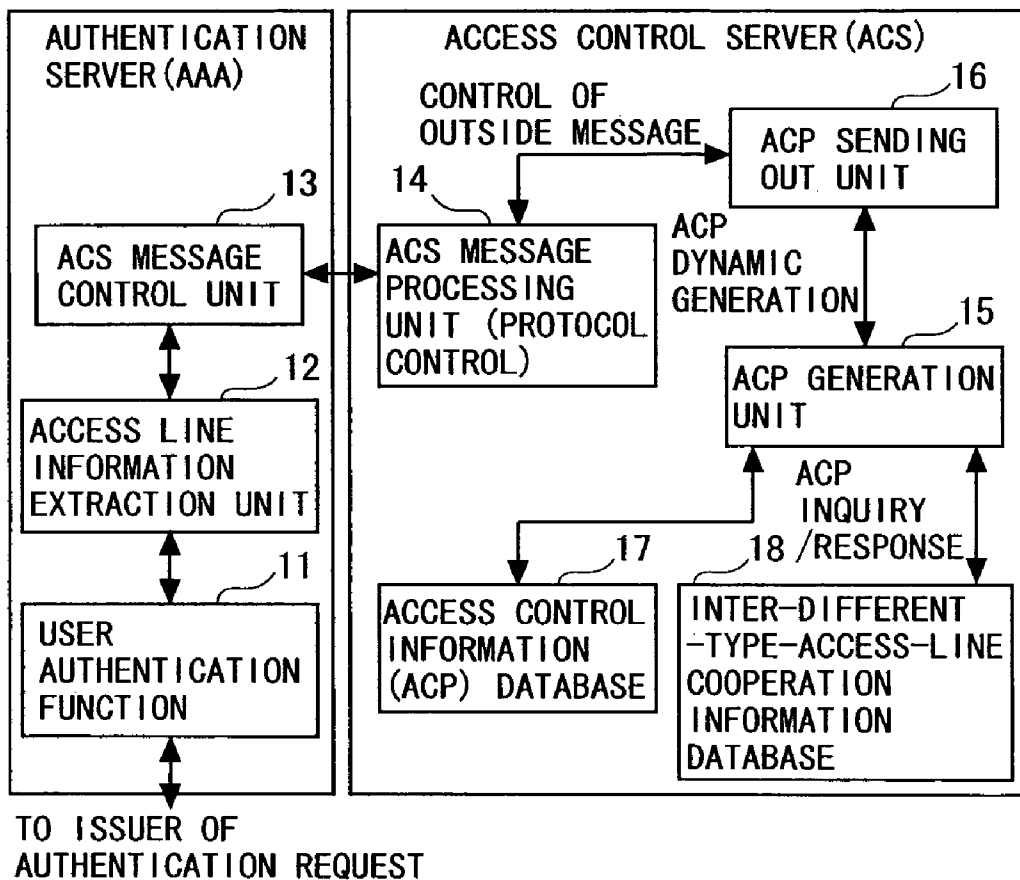 AUTHENTICATION
SERVER(AAA)
13
ACS MESSAGE
CONTROL UNIT
12
ACCESS LINE
INFORMATION
EXTRACTION UNIT
11
USER
AUTHENTICATION
FUNCTION
TO ISSUER OF
AUTHENTICATION REQUEST
ACCESS CONTROL SERVER(ACS)
CONTROL OF
OUTSIDE MESSAGE
16
ACP SENDING
OUT UNIT
14
ACS MESSAGE
PROCESSING
UNIT (PROTOCOL
CONTROL)
ACP
DYNAMIC
GENERATION
15
ACP GENERATION
UNIT
ACP
INQUIRY
/RESPONSE
17
ACCESS CONTROL
INFORMATION
(ACP) DATABASE
18
INTER-DIFFERENT
-TYPE-ACCESS-LINE
COOPERATION
INFORMATION
DATABASE